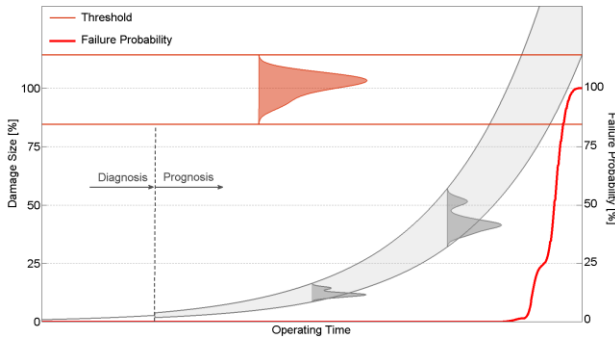 Threshold
Failure Probability
100
75
50
25
0
Damage Size [%]
Diagnosis
Prognosis
Operating Time
100
75
50
25
0
Failure Probability [%]